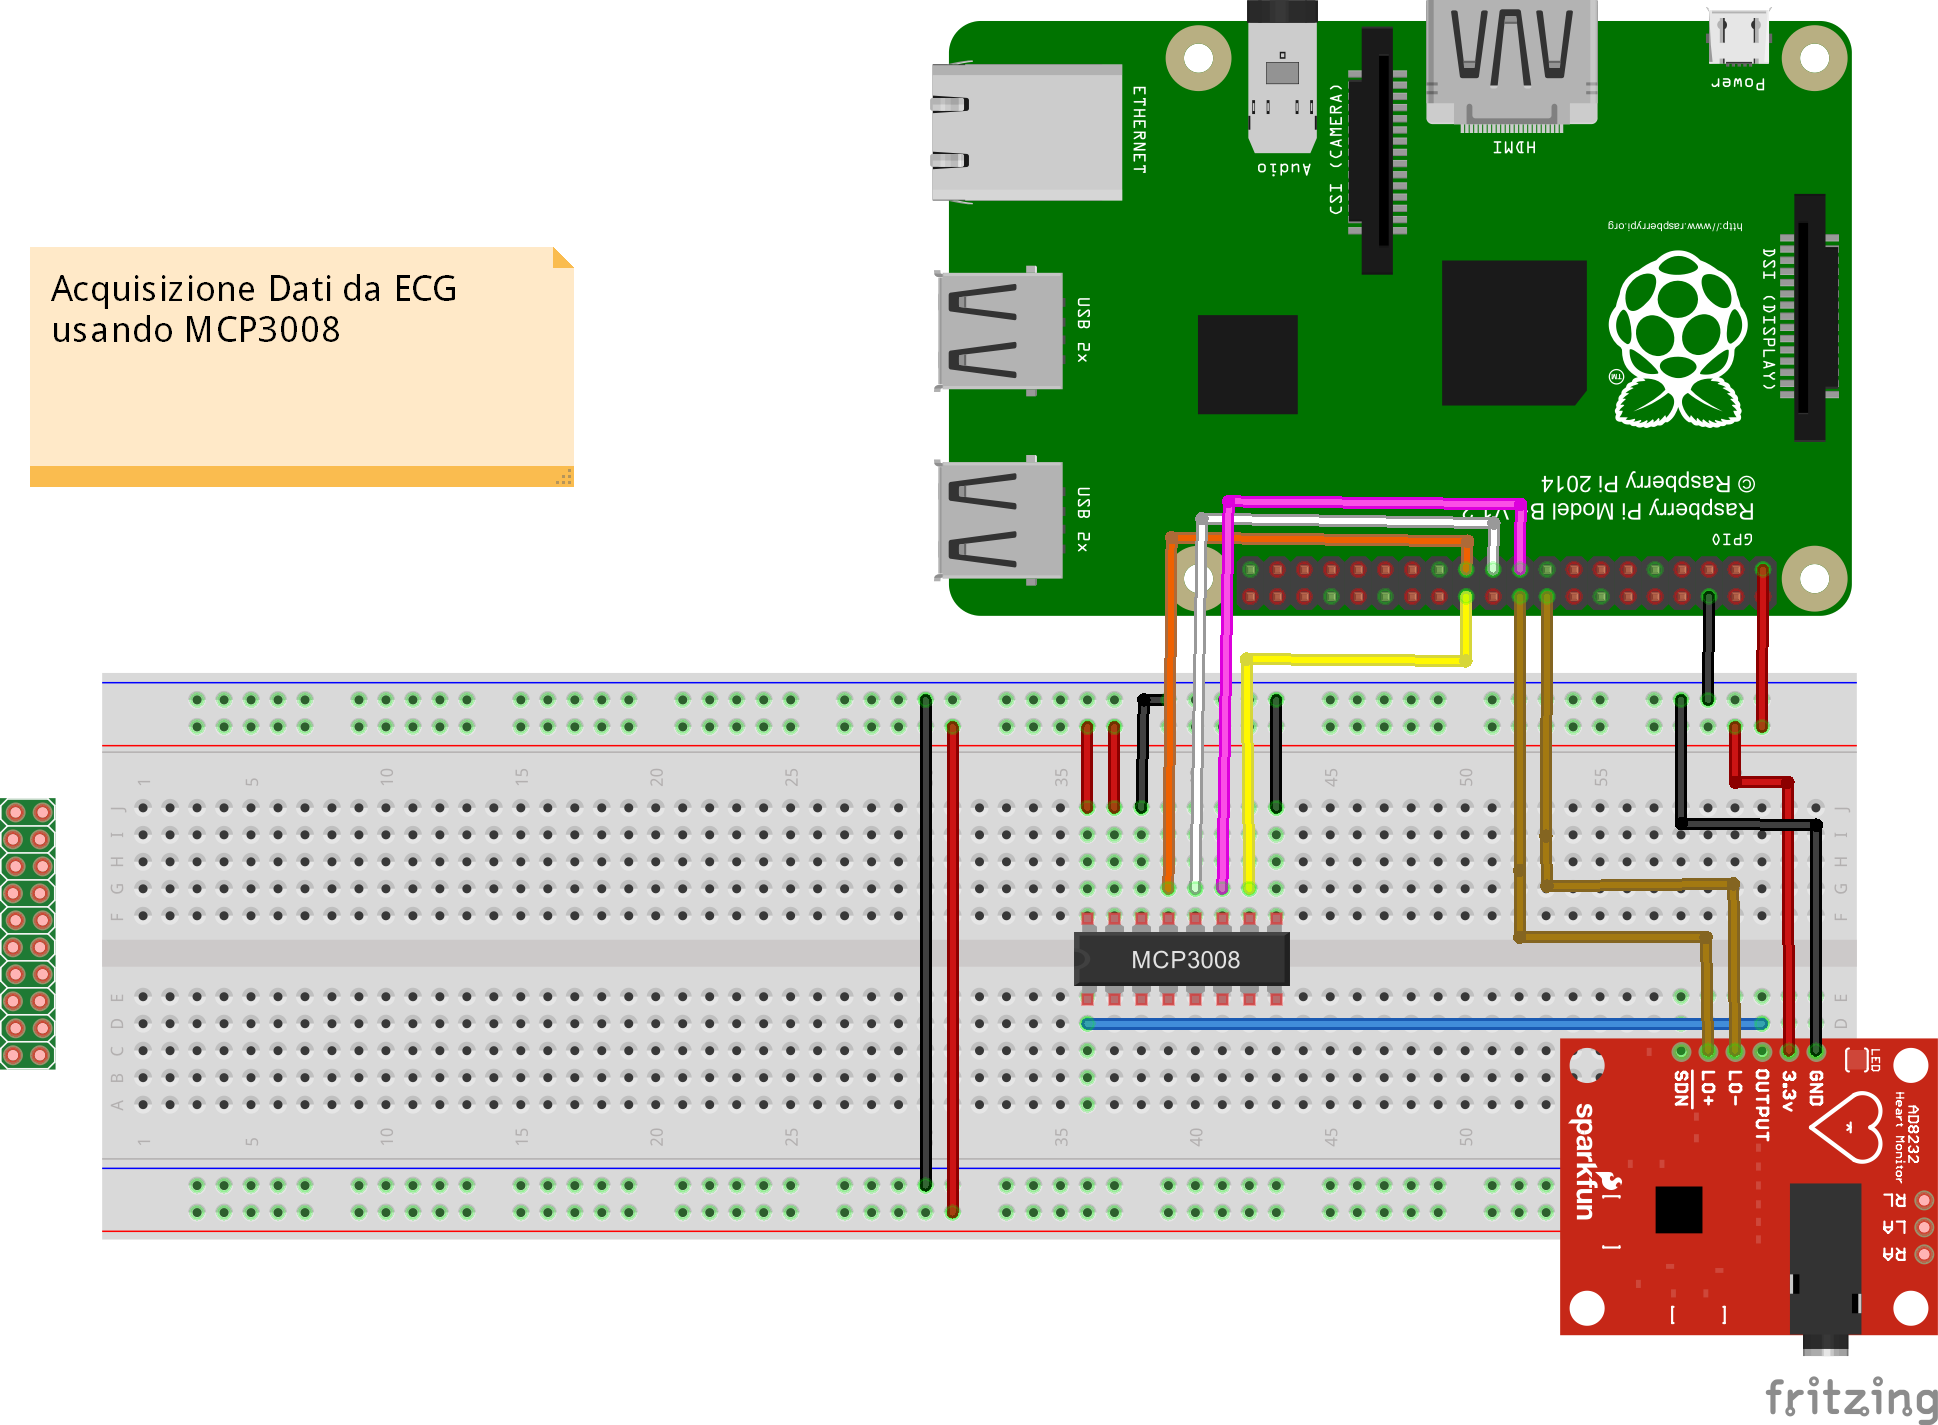 Acquisizione Dati da ECG
usando MCP3008
ETHERNET
Audio
CSI (CAMERA)
HDMI
Power
http://www.raspberrypi.org
DSI (DISPLAY)
TM
USB 2x
USB 2x
© Raspberry Pi 2014
Raspberry Pi Model B+ V1.2
GPIO
1 5 10 15 20 25 35 45 50 55
J J
I I
H H
G G
F F
MCP3008
E E
D D
C
B
A
1 5 10 15 20 25 35 40 45 50
SDN
LO+
LO-
OUTPUT
3.3v
GND
LED
AD8232
Heart Monitor
sparkfun
RL
LA
RA
fritzing